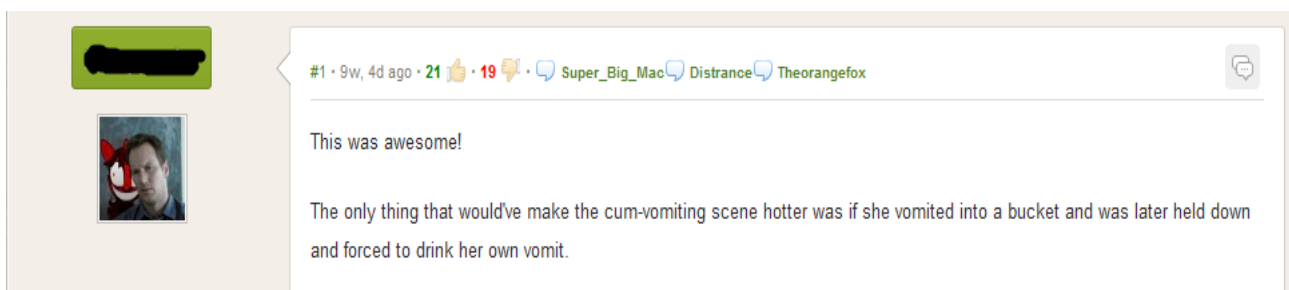 #1 · 9w, 4d ago · 21 · 19 · Super_Big_Mac Distrance Theorangefox
This was awesome!
The only thing that would've make the cum-vomiting scene hotter was if she vomited into a bucket and was later held down
and forced to drink her own vomit.